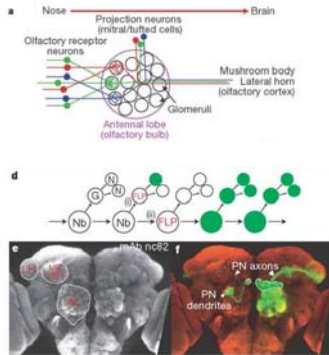 a
Nose
Brain
Projection neurons
(mitral/tufted cells)
Olfactory receptor
neurons
Mushroom body
Lateral horn
(olfactory cortex)
Glomeruli
Antennal lobe
(olfactory bulb)
d
N
G
N
(i)
FLP
Nb
Nb
(ii)
FLP
mAb nc82
e
f
PN axons
PN
dendrites